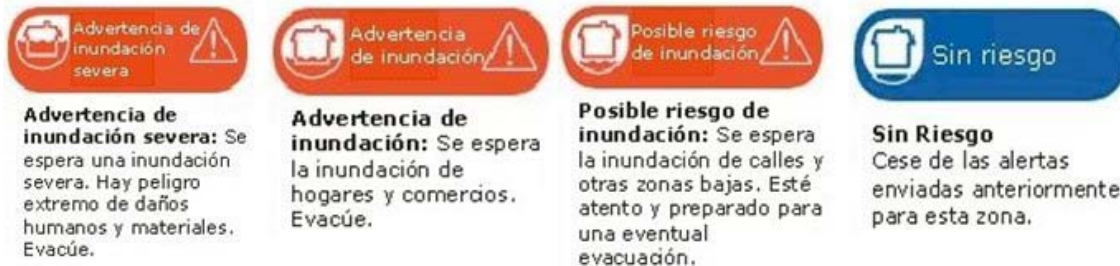 Advertencia de
inundación
severa
Advertencia de
inundación severa: Se
espera una inundación
severa. Hay peligro
extremo de daños
humanos y materiales.
Evacúe.
Advertencia
de inundación
Advertencia de
inundación: Se espera
la inundación de
hogares y comercios.
Evacúe.
Posible riesgo
de inundación
Posible riesgo de
inundación: Se espera
la inundación de calles y
otras zonas bajas. Esté
atento y preparado para
una eventual
evacuación.
Sin riesgo
Sin Riesgo
Cese de las alertas
enviadas anteriormente
para esta zona.